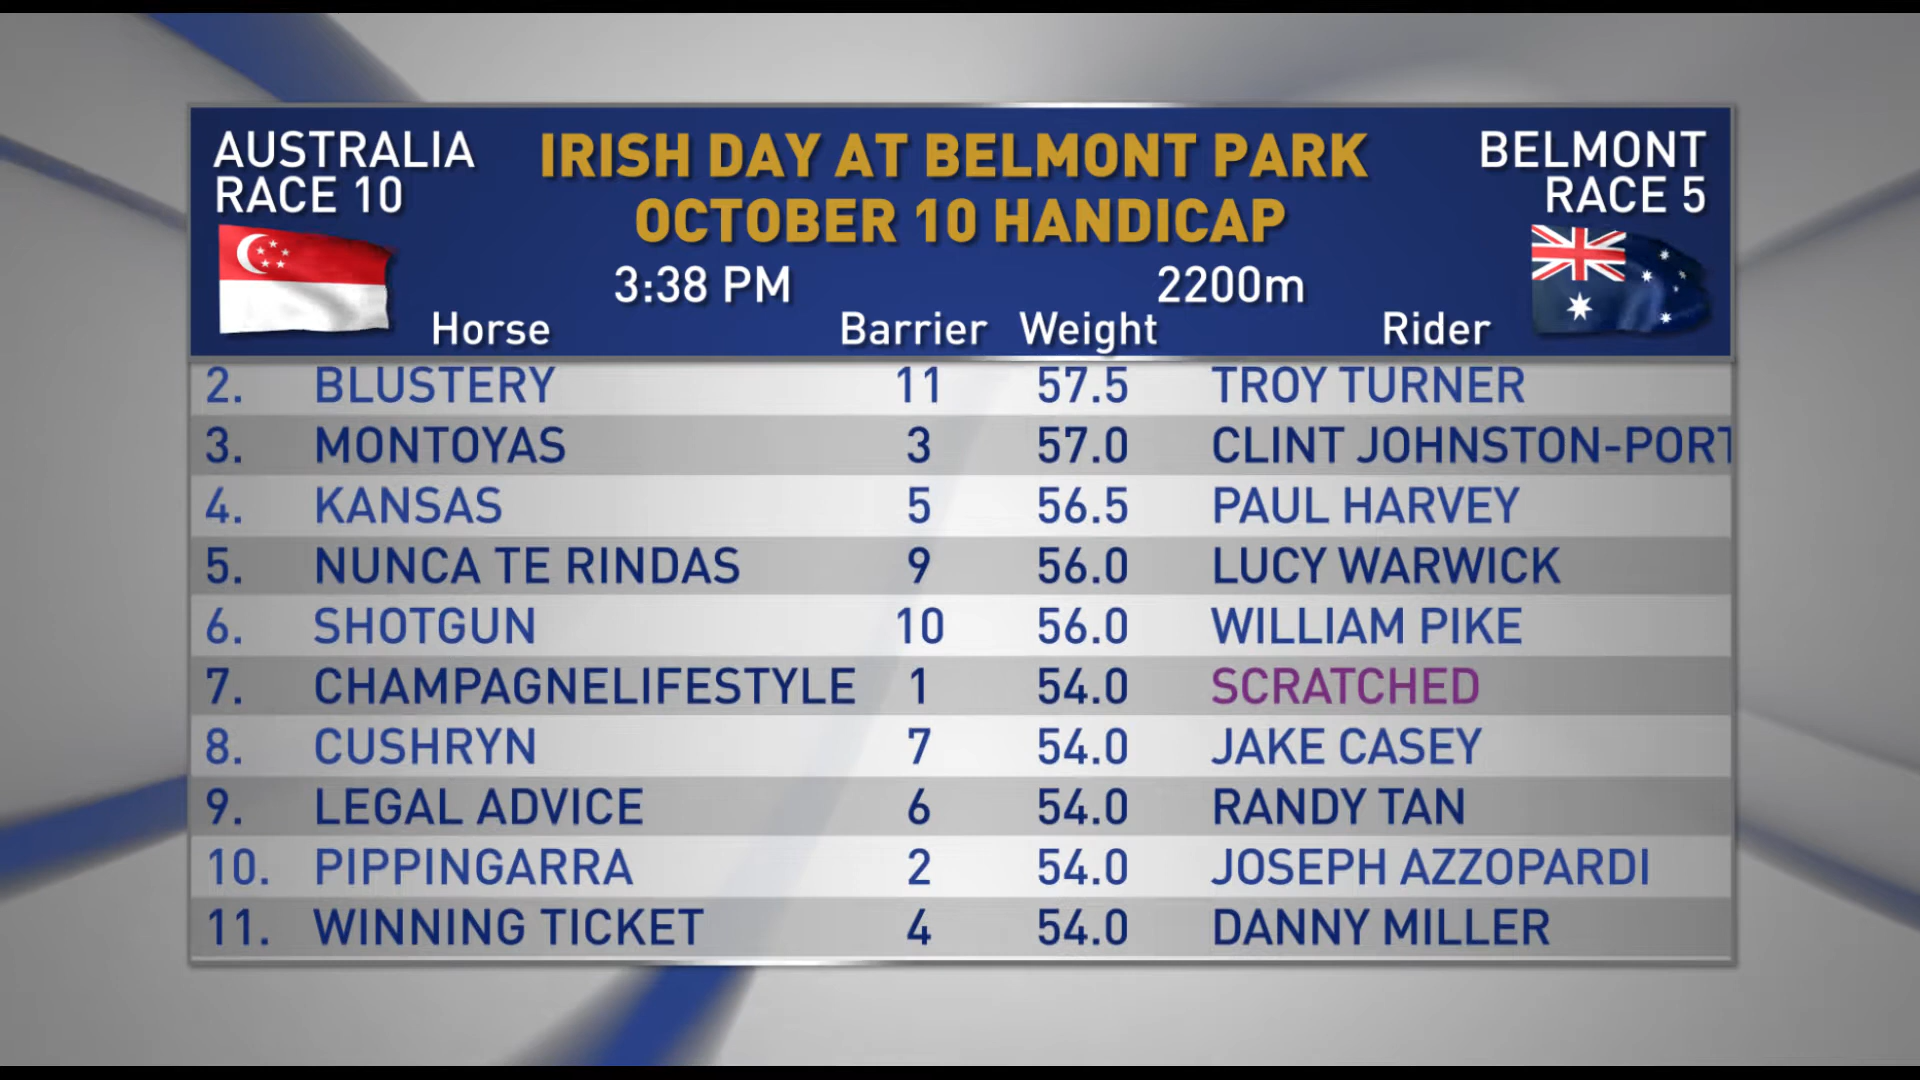 AUSTRALIA
RACE 10
IRISH DAY AT BELMONT PARK
OCTOBER 10 HANDICAP
BELMONT
RACE 5
3:38 PM 2200m
Horse Barrier Weight Rider
2. BLUSTERY 11 57.5 TROY TURNER
3. MONTOYAS 3 57.0 CLINT JOHNSTON-PORT
4. KANSAS 5 56.5 PAUL HARVEY
5. NUNCA TE RINDAS 9 56.0 LUCY WARWICK
6. SHOTGUN 10 56.0 WILLIAM PIKE
7. CHAMPAGNELIFESTYLE 1 54.0 SCRATCHED
8. CUSHRYN 7 54.0 JAKE CASEY
9. LEGAL ADVICE 6 54.0 RANDY TAN
10. PIPPINGARRA 2 54.0 JOSEPH AZZOPARDI
11. WINNING TICKET 4 54.0 DANNY MILLER